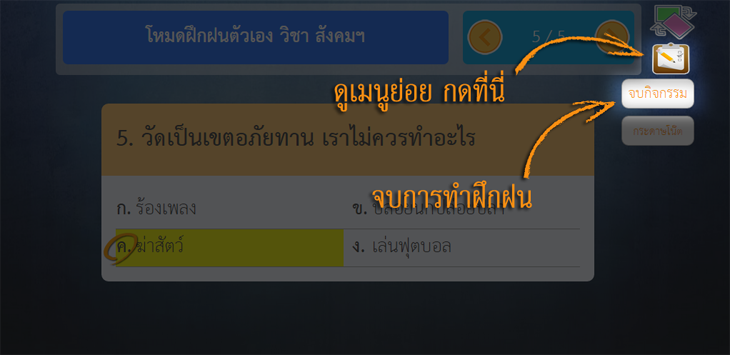 โหมดฝึกฝนตัวเอง วิชา สังคมฯ
5 / 5
ดูเมนูย่อย กดที่นี่
จบกิจกรรม
กระดาษโน๊ต
5. วัดเป็นเขตอภัยทาน เราไม่ควรทำอะไร
จบการทำฝึกฝน
ก. ร้องเพลง
ข.
ค. ฆ่าสัตว์
ง. เล่นฟุตบอล